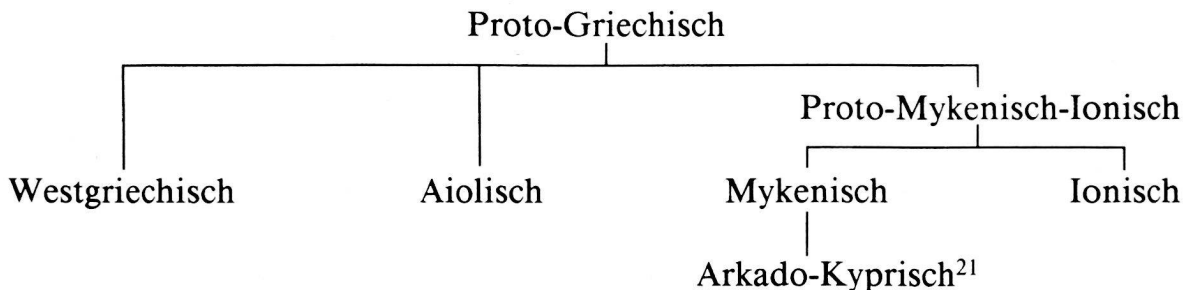 Proto-Griechisch
Proto-Mykenisch-Ionisch
Westgriechisch Aiolisch Mykenisch Ionisch
Arkado-Kyprisch²¹